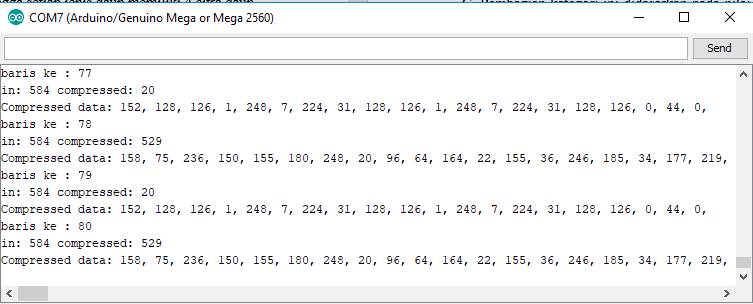 COM7 (Arduino/Genuino Mega or Mega 2560)
Send
baris ke : 77
in: 584 compressed: 20
Compressed data: 152, 128, 126, 1, 248, 7, 224, 31, 128, 126, 1, 248, 7, 224, 31, 128, 126, 0, 44, 0,
baris ke : 78
in: 584 compressed: 529
Compressed data: 158, 75, 236, 150, 155, 180, 248, 20, 96, 64, 164, 22, 155, 36, 246, 185, 34, 177, 219,
baris ke : 79
in: 584 compressed: 20
Compressed data: 152, 128, 126, 1, 248, 7, 224, 31, 128, 126, 1, 248, 7, 224, 31, 128, 126, 0, 44, 0,
baris ke : 80
in: 584 compressed: 529
Compressed data: 158, 75, 236, 150, 155, 180, 248, 20, 96, 64, 164, 22, 155, 36, 246, 185, 34, 177, 219,